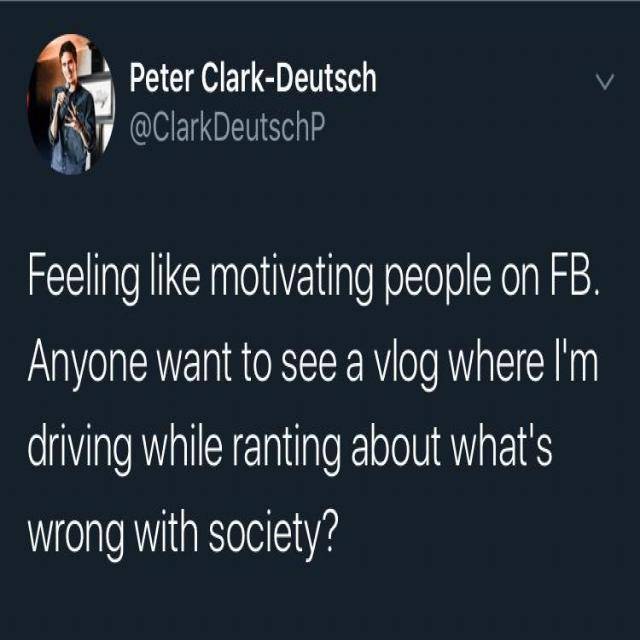 Peter Clark-Deutsch
@ClarkDeutschP
Feeling like motivating people on FB.
Anyone want to see a vlog where I'm
driving while ranting about what's
wrong with society?